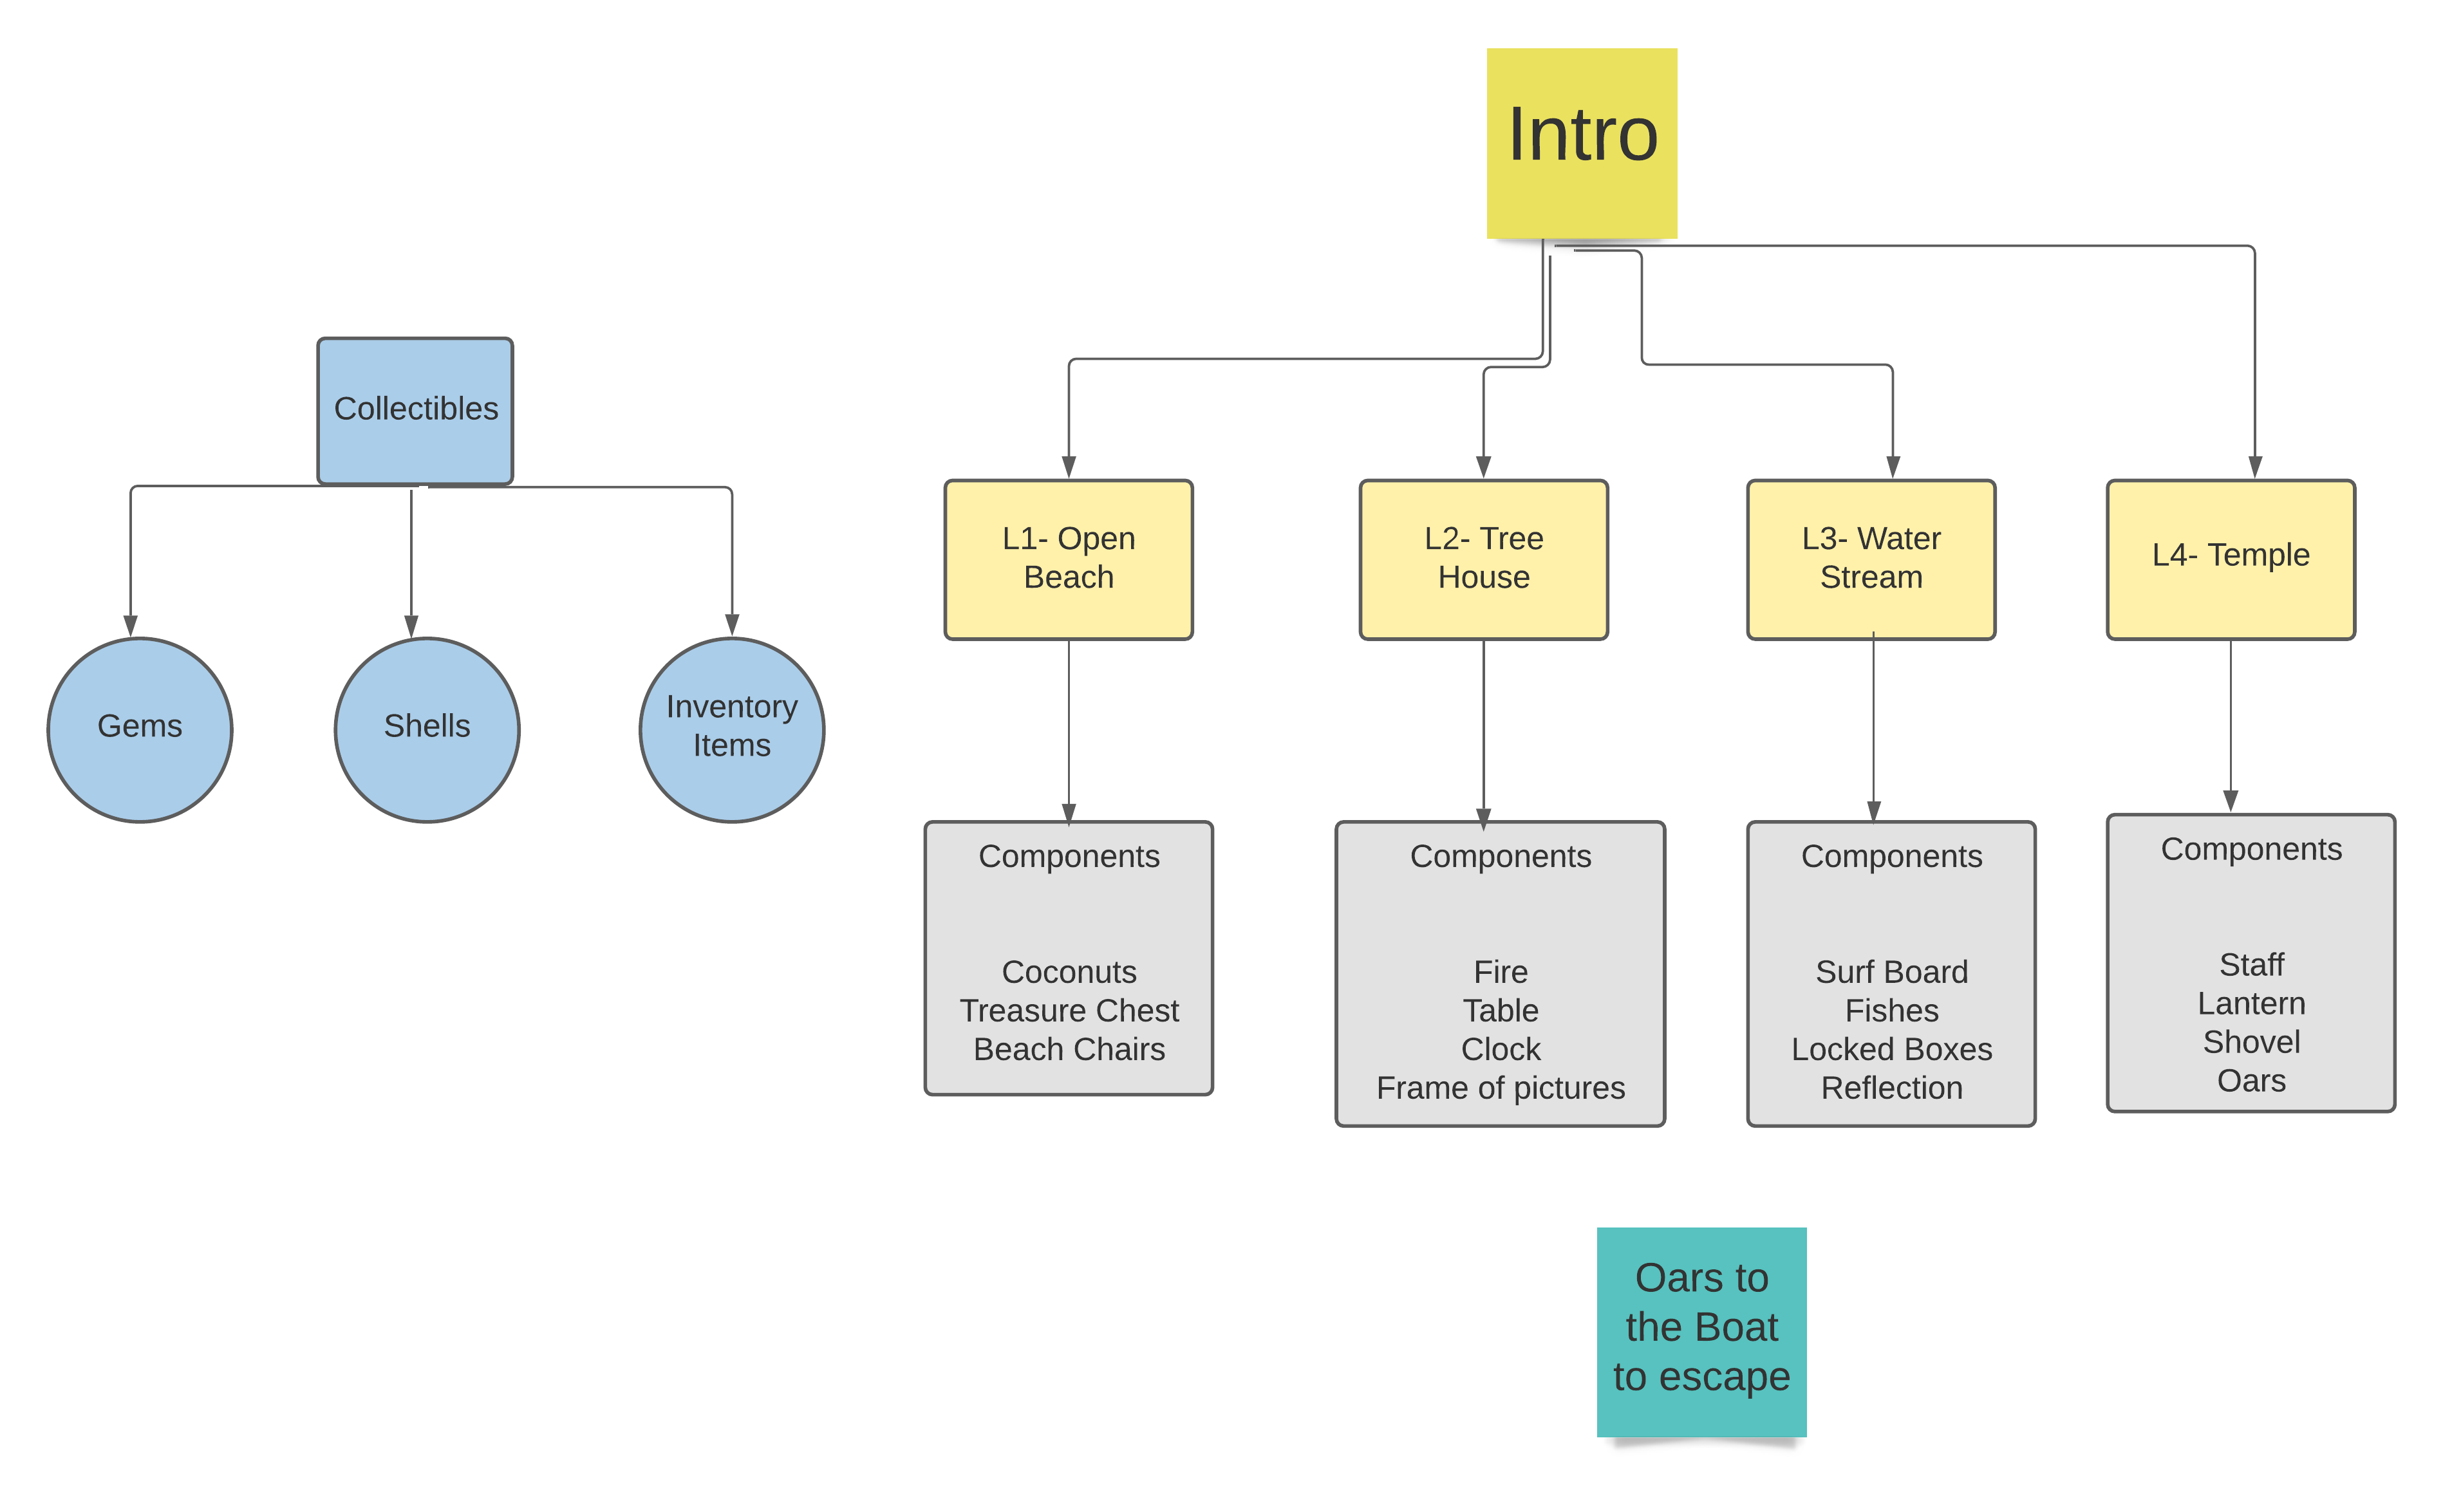 Intro
Collectibles
Gems
Shells
Inventory
Items
L1- Open
Beach
L2- Tree
House
L3- Water
Stream
L4- Temple
Components
Coconuts
Treasure Chest
Beach Chairs
Components
Fire
Table
Clock
Frame of pictures
Components
Surf Board
Fishes
Locked Boxes
Reflection
Components
Staff
Lantern
Shovel
Oars
Oars to
the Boat
to escape